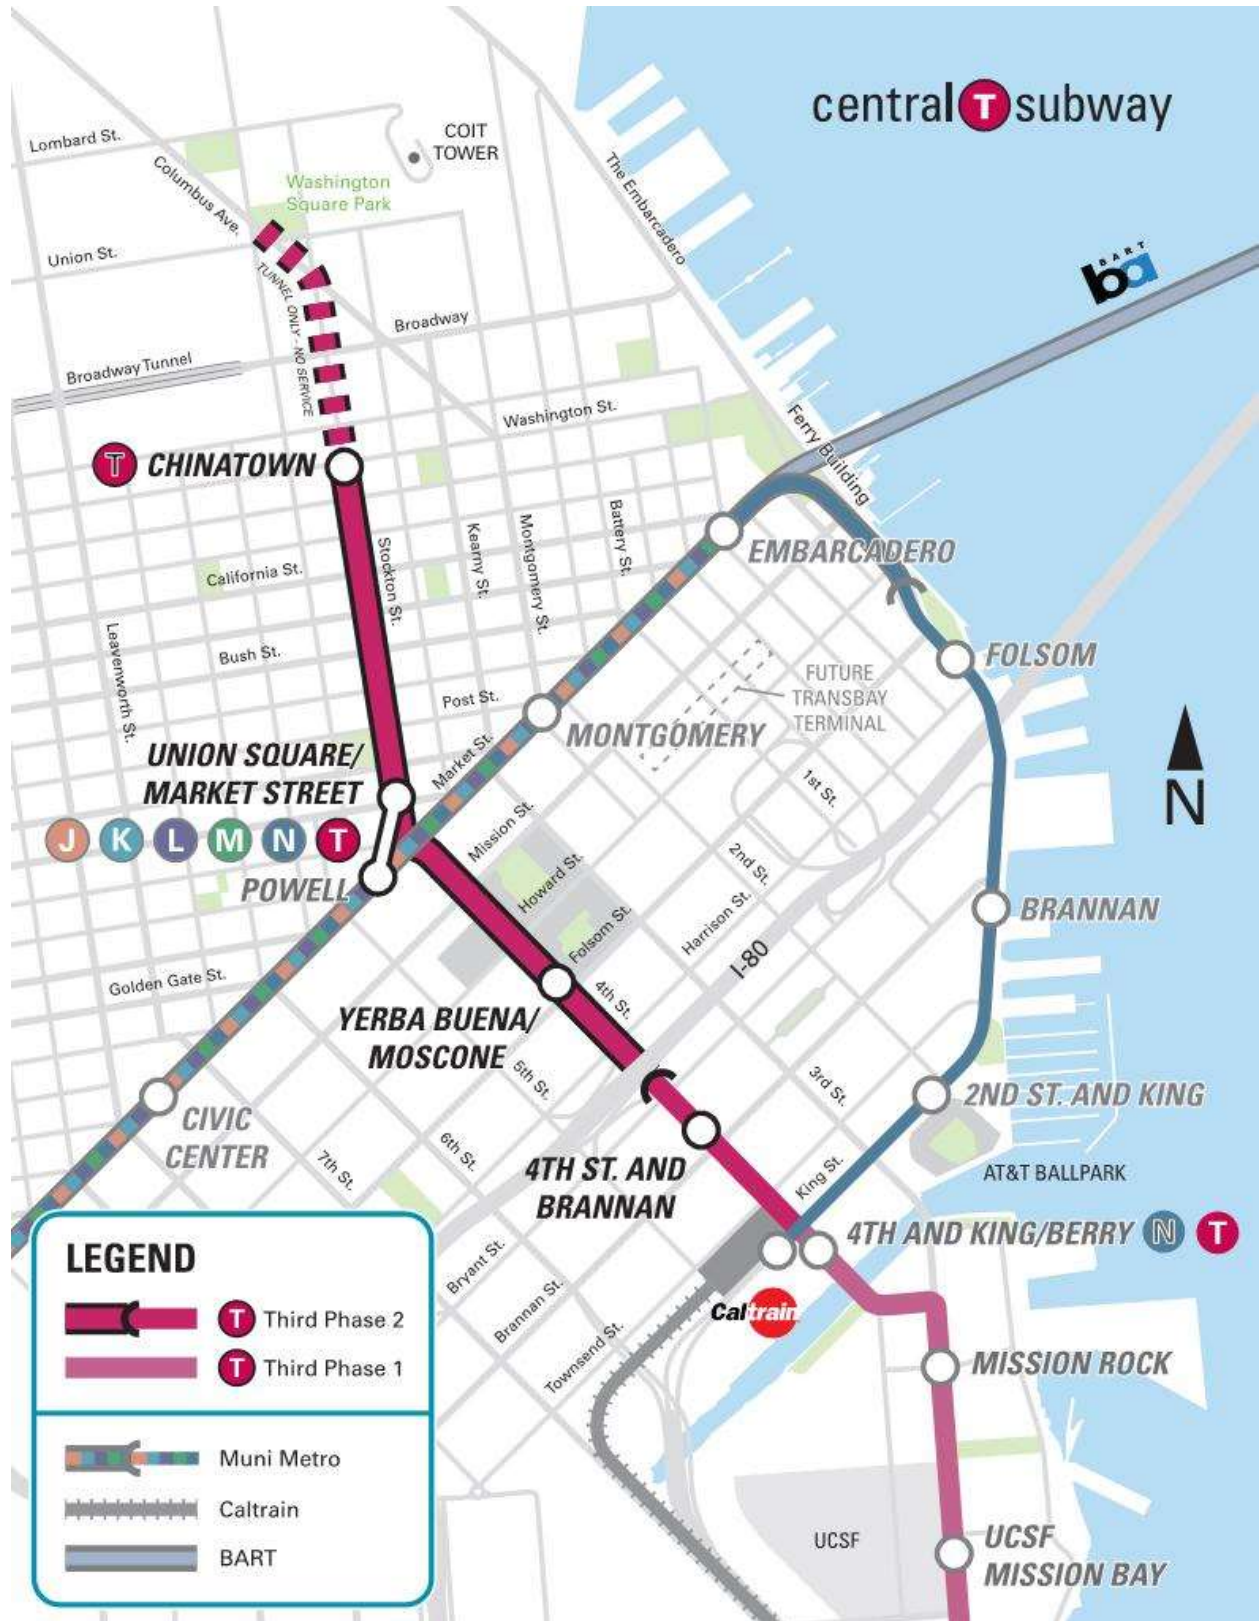 central T subway
Lombard St.
COIT
TOWER
Columbus Ave.
Washington
Square Park
The Embarcadero
Union St.
TUNNEL ONLY - NO SERVICE
BART
ba
Broadway
Broadway Tunnel
Washington St.
Ferry Building
T CHINATOWN
Stockton St.
Kearny St.
Montgomery St.
Battery St.
EMBARCADERO
California St.
Leavenworth St.
Bush St.
FOLSOM
FUTURE
TRANSBAY
TERMINAL
Post St.
MONTGOMERY
Market St.
UNION SQUARE/
MARKET STREET
1st St.
N
J K L M N T
Mission St.
POWELL
Howard St.
2nd St.
Folsom St.
Harrison St.
BRANNAN
I-80
Golden Gate St.
4th St.
YERBA BUENA/
MOSCONE
5th St.
3rd St.
2ND ST. AND KING
CIVIC
CENTER
6th St.
7th St.
4TH ST. AND
BRANNAN
King St.
AT&T BALLPARK
4TH AND KING/BERRY N T
Bryant St.
Brannan St.
Caltrain
Townsend St.
MISSION ROCK
UCSF
UCSF
MISSION BAY
LEGEND
T Third Phase 2
T Third Phase 1
Muni Metro
Caltrain
BART